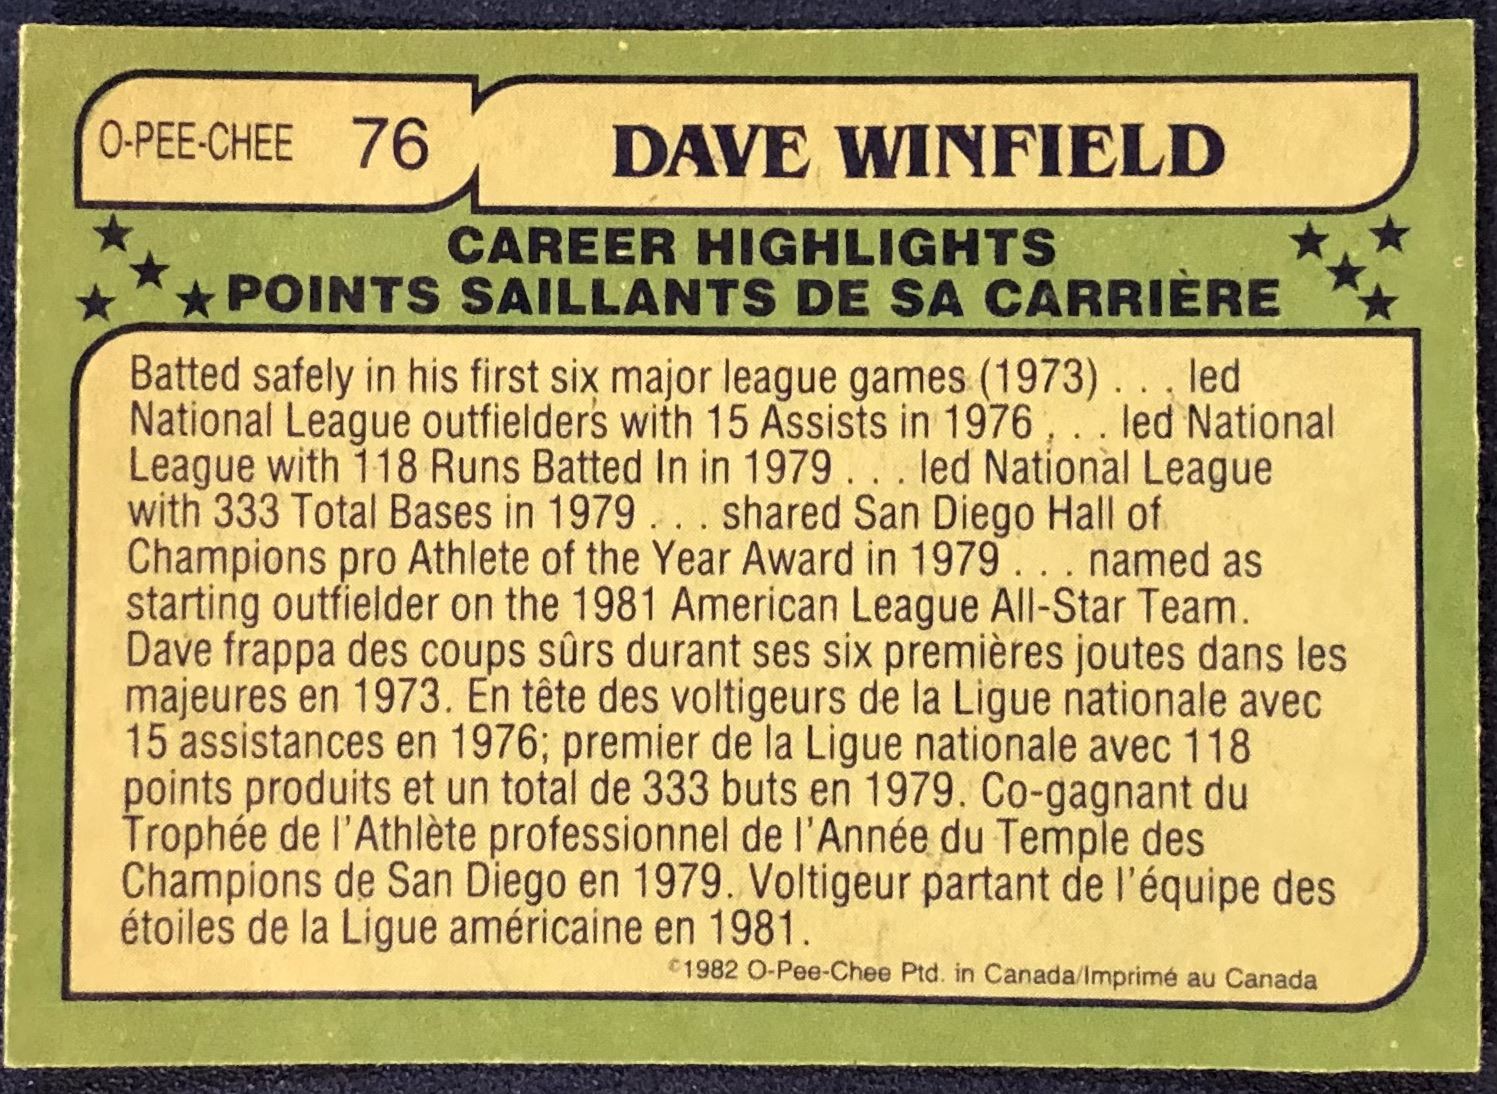 O-PEE-CHEE 76 DAVE WINFIELD
CAREER HIGHLIGHTS
POINTS SAILLANTS DE SA CARRIÈRE
Batted safely in his first six major league games (1973) . . . led
National League outfielders with 15 Assists in 1976 . . . led National
League with 118 Runs Batted In in 1979 . . . led National League
with 333 Total Bases in 1979 . . . shared San Diego Hall of
Champions pro Athlete of the Year Award in 1979 . . . named as
starting outfielder on the 1981 American League All-Star Team.
Dave frappa des coups sûrs durant ses six premières joutes dans les
majeures en 1973. En tête des voltigeurs de la Ligue nationale avec
15 assistances en 1976; premier de la Ligue nationale avec 118
points produits et un total de 333 buts en 1979. Co-gagnant du
Trophée de l'Athlète professionnel de l'Année du Temple des
Champions de San Diego en 1979. Voltigeur partant de l'équipe des
étoiles de la Ligue américaine en 1981.
©1982 O-Pee-Chee Ptd. in Canada/Imprimé au Canada